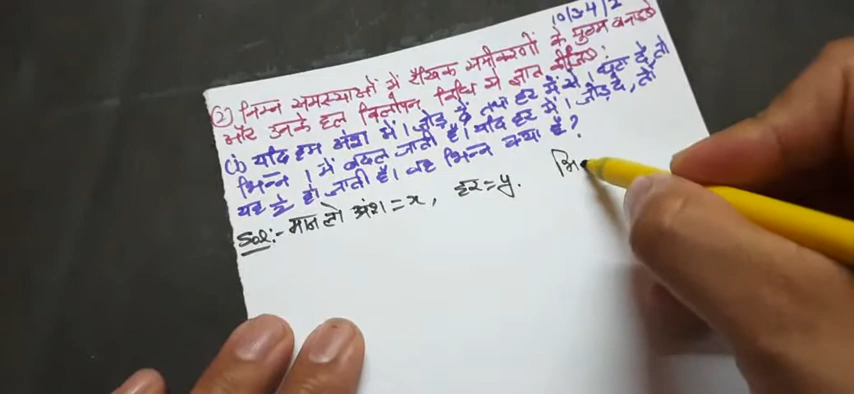 10/3.4/2
(2) निम्न समस्याओं में रैखिक समीकरणों के युग्म बनाइये
और उनके हल विलोपन विधि से ज्ञात कीजिए:
(i) यदि हम अंश में 1 जोड़ दें तथा हर में से 1 घटा दें, तो
भिन्न 1 में बदल जाती है। यदि हर में 1 जोड़ दें, तो
यह ½ हो जाती है। वह भिन्न क्या है?
Sol:- मान लो अंश = x, हर = y. भि